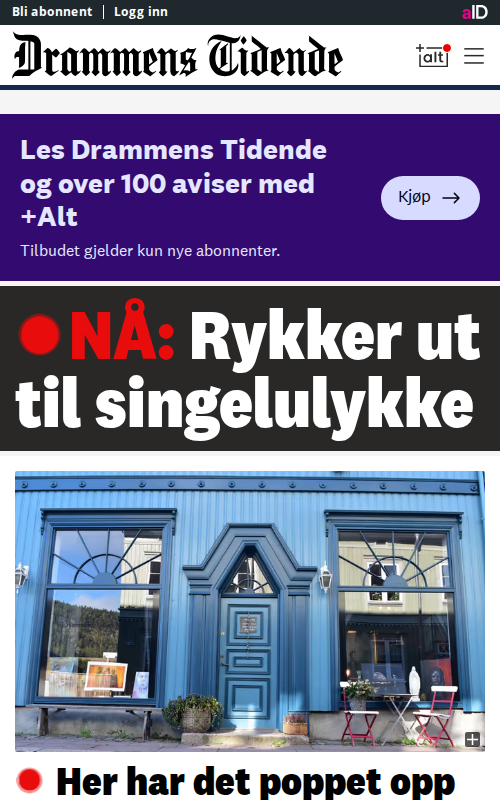 Bli abonnent | Logg inn
aID
Drammens Tidende
+alt
Les Drammens Tidende
og over 100 aviser med
+Alt
Kjøp →
Tilbudet gjelder kun nye abonnenter.
NÅ: Rykker ut
til singelulykke
Her har det poppet opp